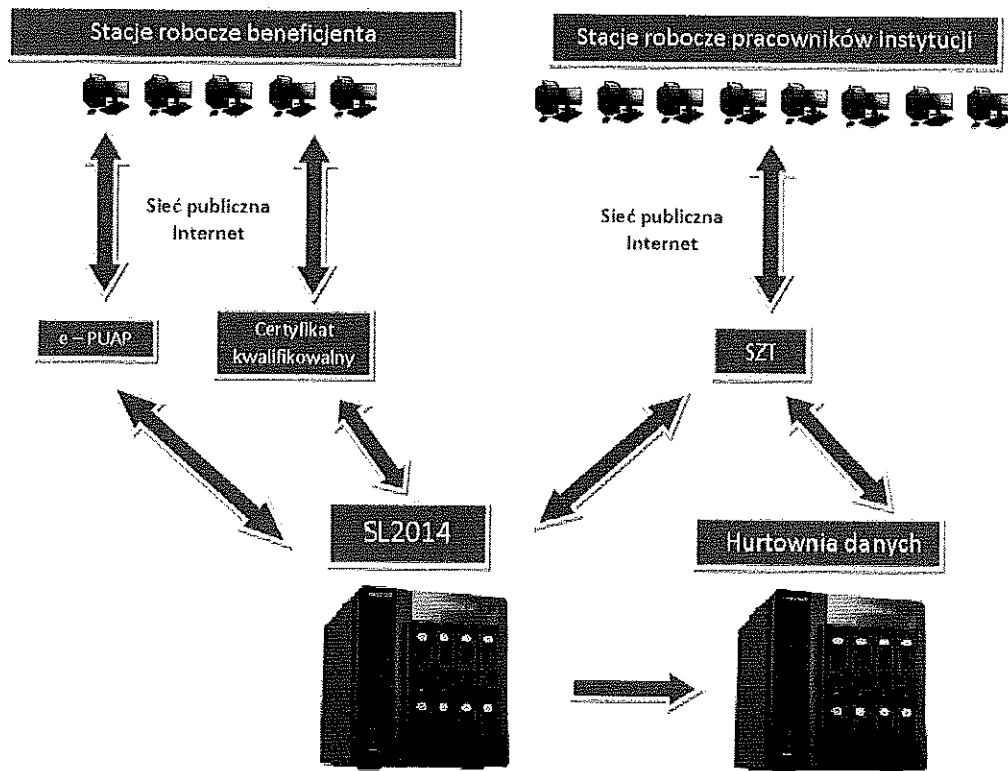 Stacje robocze beneficjenta
Stacje robocze pracowników instytucji
Sieć publiczna
Internet
Sieć publiczna
Internet
e – PUAP
Certyfikat
kwalifikowalny
SZT
SL2014
Hurtownia danych